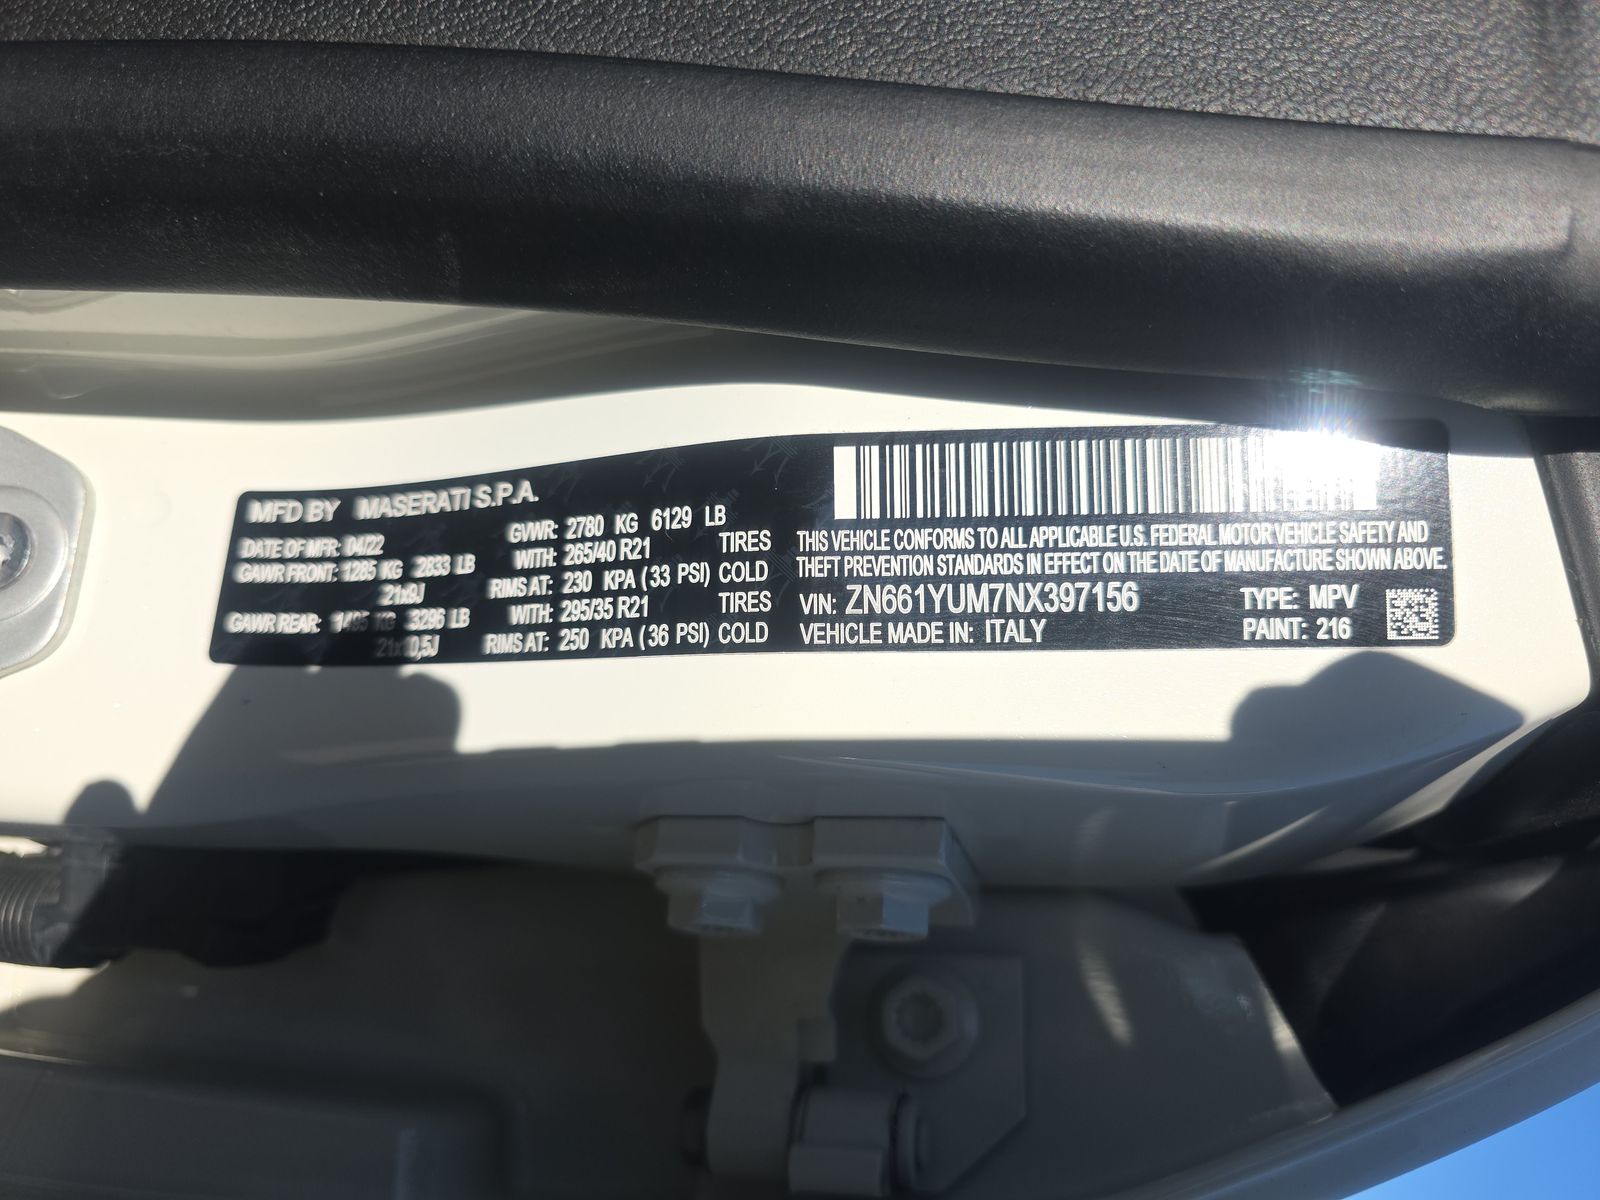 MFD BY MASERATI S.P.A.
DATE OF MFR: 04/22 GVWR: 2780 KG 6129 LB
GAWR FRONT: 1285 KG 2833 LB WITH: 265/40 R21 TIRES
21x9J RIMS AT: 230 KPA (33 PSI) COLD
GAWR REAR: 1495 KG 3296 LB WITH: 295/35 R21 TIRES
21x10,5J RIMS AT: 250 KPA (36 PSI) COLD
THIS VEHICLE CONFORMS TO ALL APPLICABLE U.S. FEDERAL MOTOR VEHICLE SAFETY AND
THEFT PREVENTION STANDARDS IN EFFECT ON THE DATE OF MANUFACTURE SHOWN ABOVE.
VIN: ZN661YUM7NX397156 TYPE: MPV
VEHICLE MADE IN: ITALY PAINT: 216